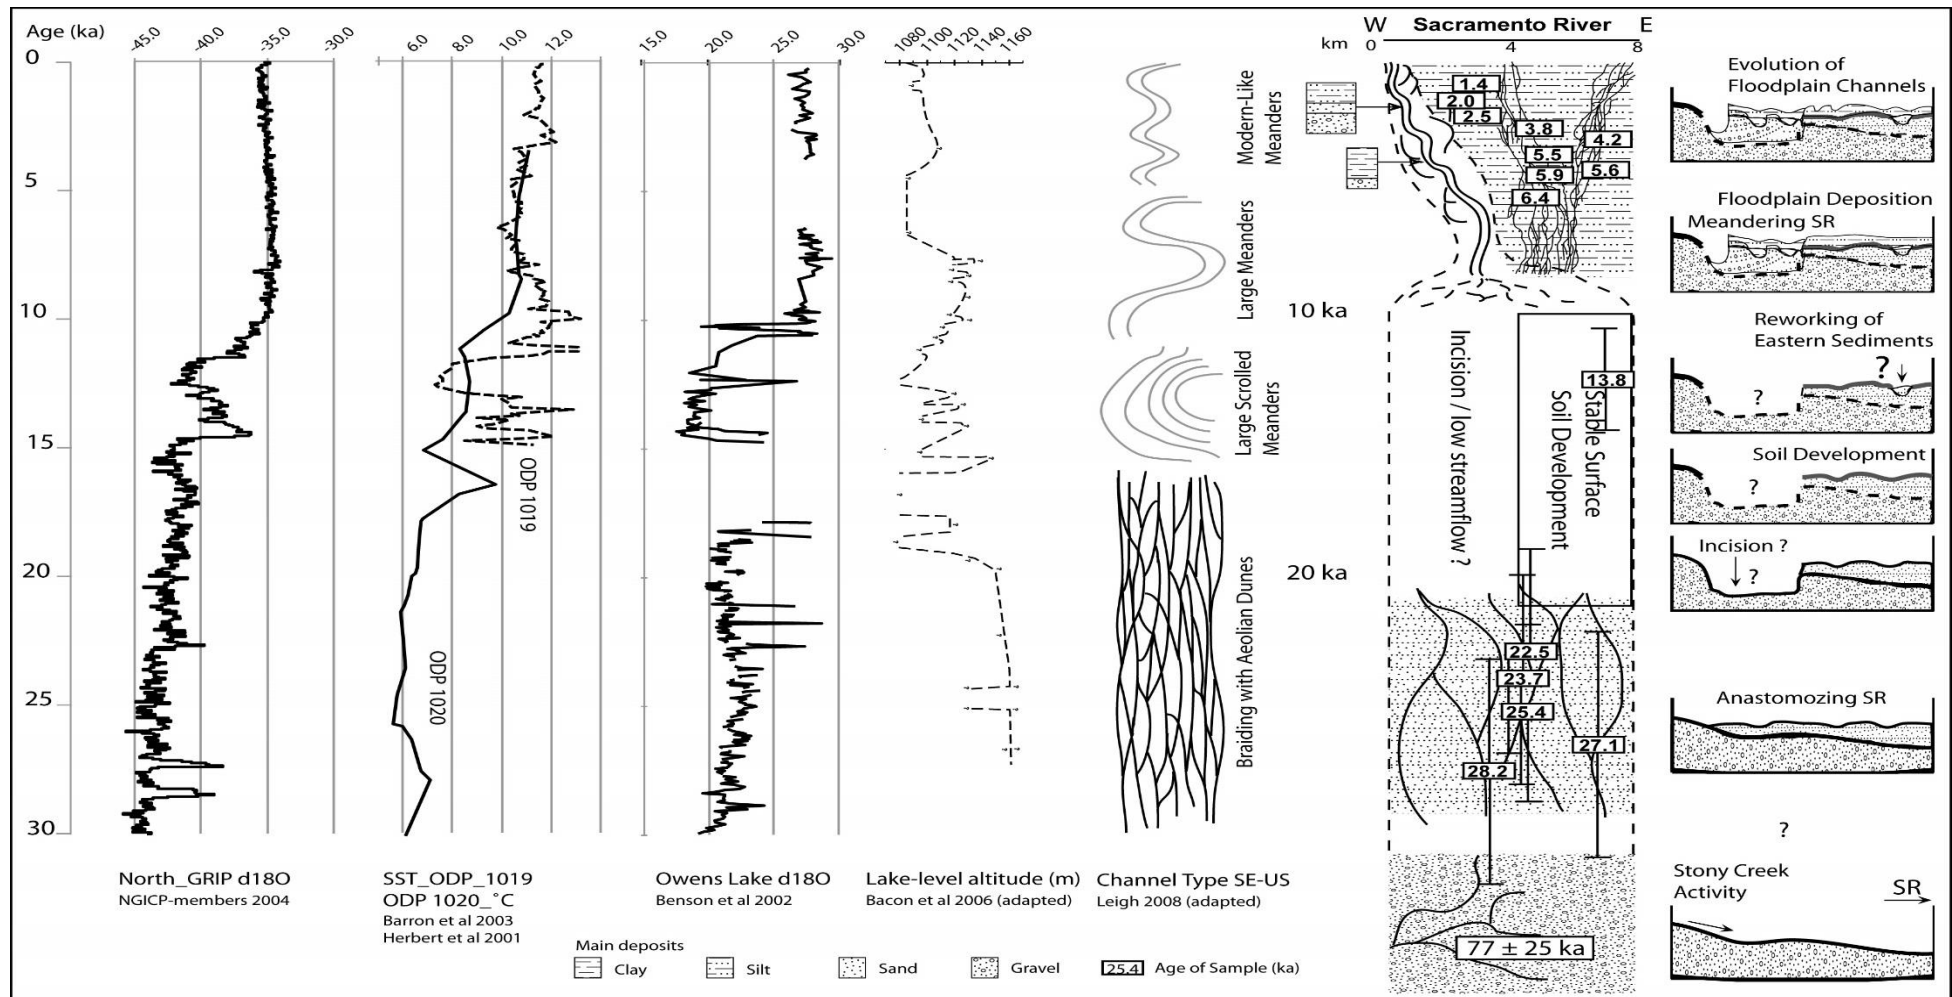 Age (ka)
0
5
10
15
20
25
30
-45.0
-40.0
-35.0
-30.0
North_GRIP d18O
NGICP-members 2004
6.0
8.0
10.0
12.0
ODP 1019
ODP 1020
SST_ODP_1019
ODP 1020_°C
Barron et al 2003
Herbert et al 2001
15.0
20.0
25.0
30.0
Owens Lake d18O
Benson et al 2002
1080
1100
1120
1140
1160
Lake-level altitude (m)
Bacon et al 2006 (adapted)
Modern-Like
Meanders
Large Meanders
Large Scrolled
Meanders
Braiding with Aeolian Dunes
Channel Type SE-US
Leigh 2008 (adapted)
W Sacramento River E
km 0 4 8
1.4
2.0
2.5
3.8
4.2
5.5
5.9
5.6
6.4
10 ka
Incision / low streamflow ?
Stable Surface
Soil Development
13.8
20 ka
22.5
23.7
25.4
27.1
28.2
77 ± 25 ka
Evolution of
Floodplain Channels
Floodplain Deposition
Meandering SR
Reworking of
Eastern Sediments
?
?
Soil Development
?
Incision ?
?
Anastomozing SR
?
Stony Creek
Activity
SR
Main deposits
Clay
Silt
Sand
Gravel
25.4 Age of Sample (ka)